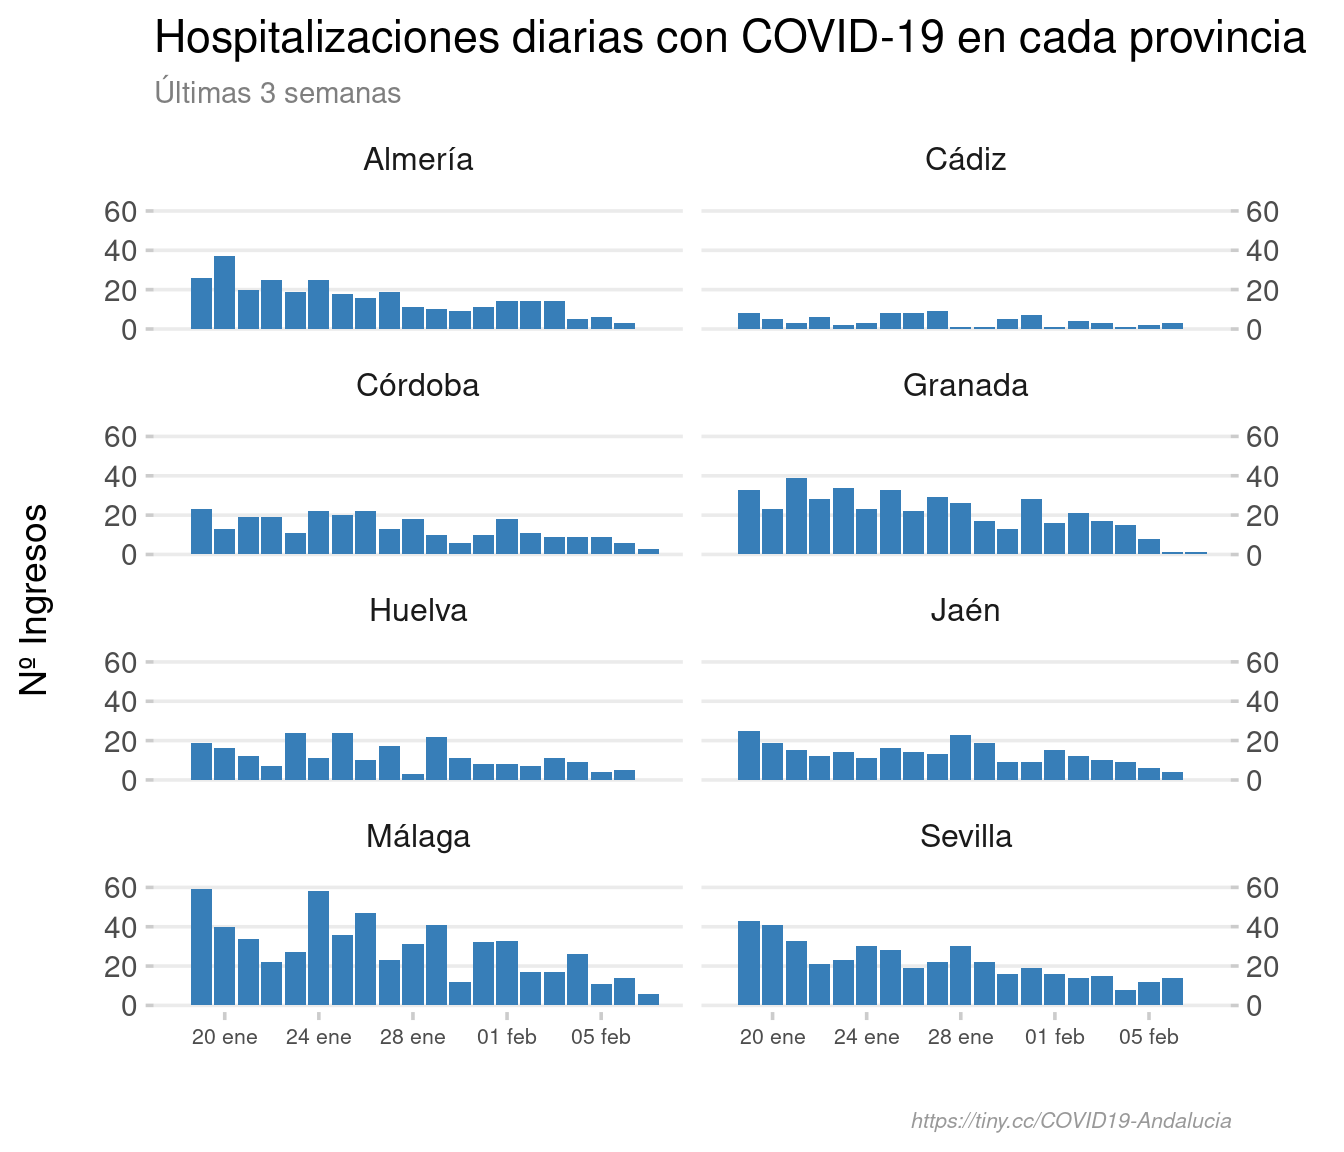 Hospitalizaciones diarias con COVID-19 en cada provincia
Últimas 3 semanas
Almería
Cádiz
60
40
20
0
60
40
20
0
Córdoba
Granada
60
40
20
0
60
40
20
0
Nº Ingresos
Huelva
Jaén
60
40
20
0
60
40
20
0
Málaga
Sevilla
60
40
20
0
60
40
20
0
20 ene 24 ene 28 ene 01 feb 05 feb
20 ene 24 ene 28 ene 01 feb 05 feb
https://tiny.cc/COVID19-Andalucia